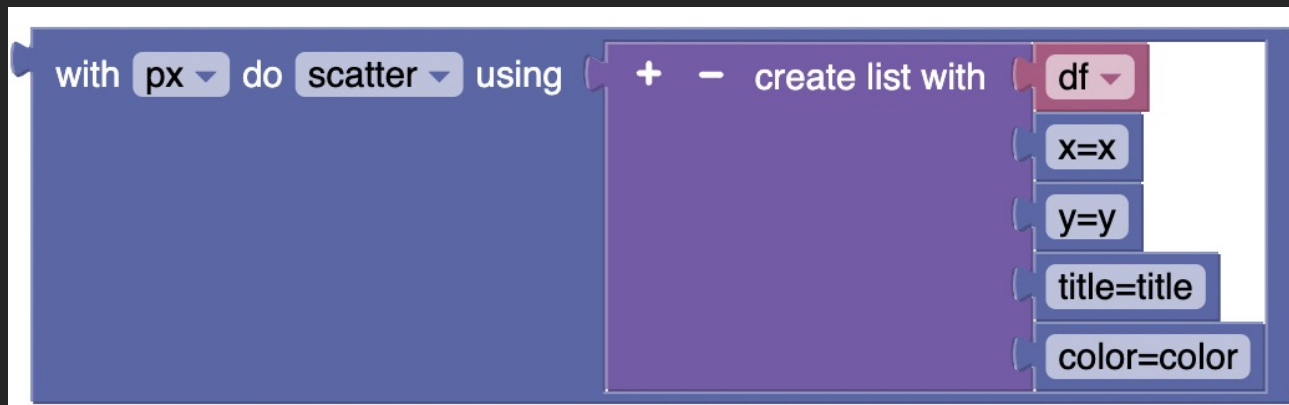 with px do scatter using + − create list with df
x=x
y=y
title=title
color=color